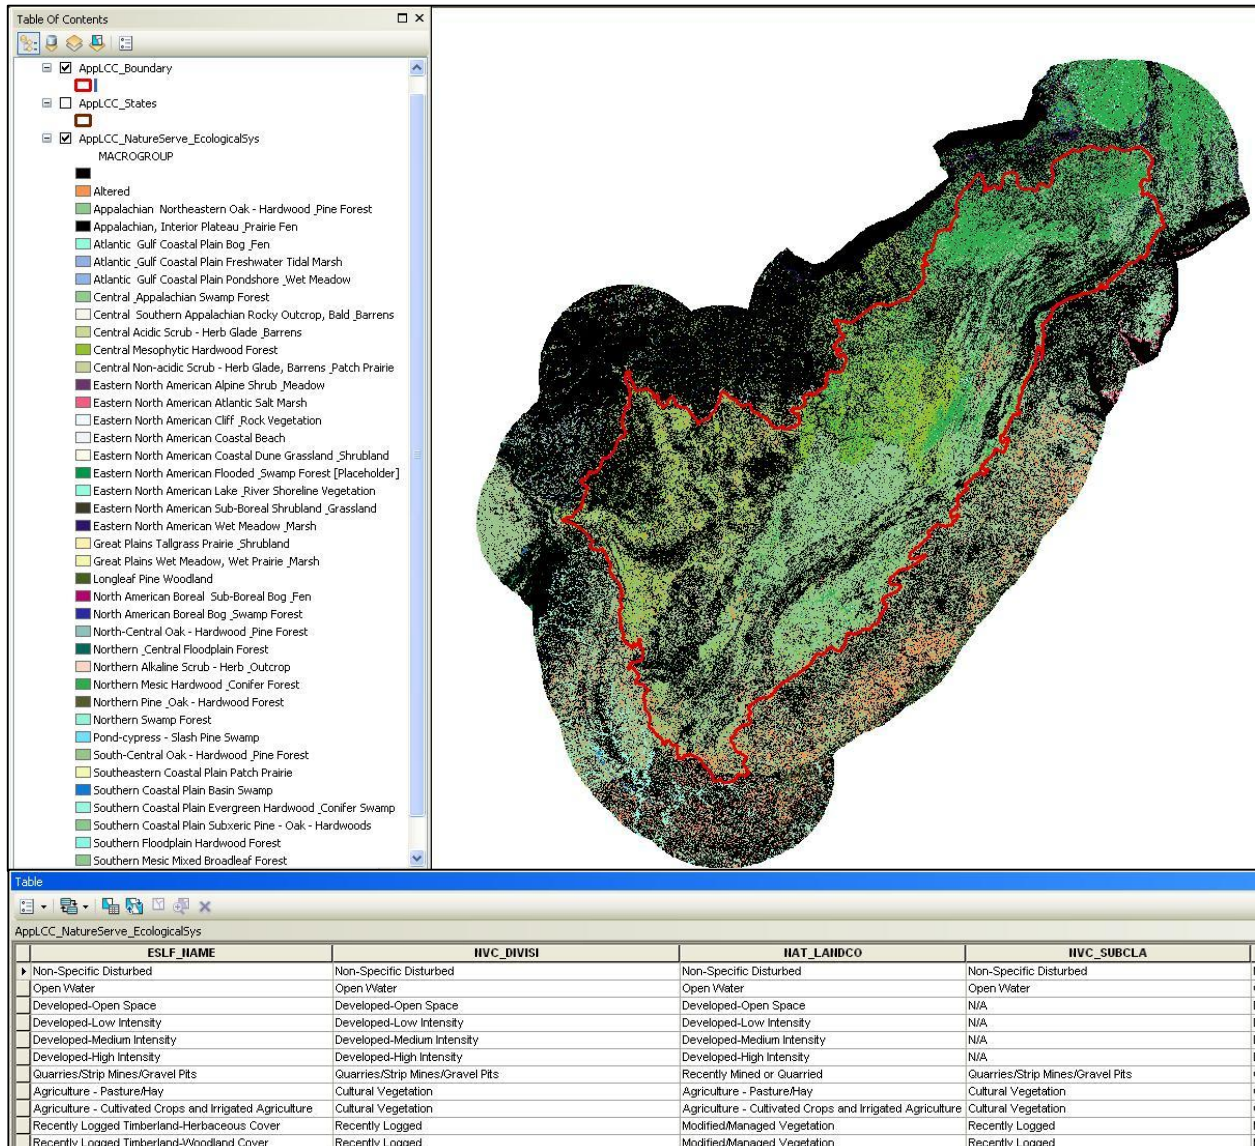 Table Of Contents
AppLCC_Boundary
AppLCC_States
AppLCC_NatureServe_EcologicalSys
MACROGROUP
Altered
Appalachian Northeastern Oak - Hardwood _Pine Forest
Appalachian, Interior Plateau _Prairie Fen
Atlantic Gulf Coastal Plain Bog _Fen
Atlantic _Gulf Coastal Plain Freshwater Tidal Marsh
Atlantic _Gulf Coastal Plain Pondshore _Wet Meadow
Central _Appalachian Swamp Forest
Central Southern Appalachian Rocky Outcrop, Bald _Barrens
Central Acidic Scrub - Herb Glade _Barrens
Central Mesophytic Hardwood Forest
Central Non-acidic Scrub - Herb Glade, Barrens _Patch Prairie
Eastern North American Alpine Shrub _Meadow
Eastern North American Atlantic Salt Marsh
Eastern North American Cliff _Rock Vegetation
Eastern North American Coastal Beach
Eastern North American Coastal Dune Grassland _Shrubland
Eastern North American Flooded _Swamp Forest [Placeholder]
Eastern North American Lake _River Shoreline Vegetation
Eastern North American Sub-Boreal Shrubland _Grassland
Eastern North American Wet Meadow _Marsh
Great Plains Tallgrass Prairie _Shrubland
Great Plains Wet Meadow, Wet Prairie _Marsh
Longleaf Pine Woodland
North American Boreal Sub-Boreal Bog _Fen
North American Boreal Bog _Swamp Forest
North-Central Oak - Hardwood _Pine Forest
Northern _Central Floodplain Forest
Northern Alkaline Scrub - Herb _Outcrop
Northern Mesic Hardwood _Conifer Forest
Northern Pine _Oak - Hardwood Forest
Northern Swamp Forest
Pond-cypress - Slash Pine Swamp
South-Central Oak - Hardwood _Pine Forest
Southeastern Coastal Plain Patch Prairie
Southern Coastal Plain Basin Swamp
Southern Coastal Plain Evergreen Hardwood _Conifer Swamp
Southern Coastal Plain Subxeric Pine - Oak - Hardwoods
Southern Floodplain Hardwood Forest
Southern Mesic Mixed Broadleaf Forest
Table
AppLCC_NatureServe_EcologicalSys
ESLF_NAME NVC_DIVISI NAT_LANDCO NVC_SUBCLA
Non-Specific Disturbed Non-Specific Disturbed Non-Specific Disturbed Non-Specific Disturbed
Open Water Open Water Open Water Open Water
Developed-Open Space Developed-Open Space Developed-Open Space N/A
Developed-Low Intensity Developed-Low Intensity Developed-Low Intensity N/A
Developed-Medium Intensity Developed-Medium Intensity Developed-Medium Intensity N/A
Developed-High Intensity Developed-High Intensity Developed-High Intensity N/A
Quarries/Strip Mines/Gravel Pits Quarries/Strip Mines/Gravel Pits Recently Mined or Quarried Quarries/Strip Mines/Gravel Pits
Agriculture - Pasture/Hay Cultural Vegetation Agriculture - Pasture/Hay Cultural Vegetation
Agriculture - Cultivated Crops and Irrigated Agriculture Cultural Vegetation Agriculture - Cultivated Crops and Irrigated Agriculture Cultural Vegetation
Recently Logged Timberland-Herbaceous Cover Recently Logged Modified/Managed Vegetation Recently Logged
Recently Logged Timberland-Woodland Cover Recently Logged Modified/Managed Vegetation Recently Logged